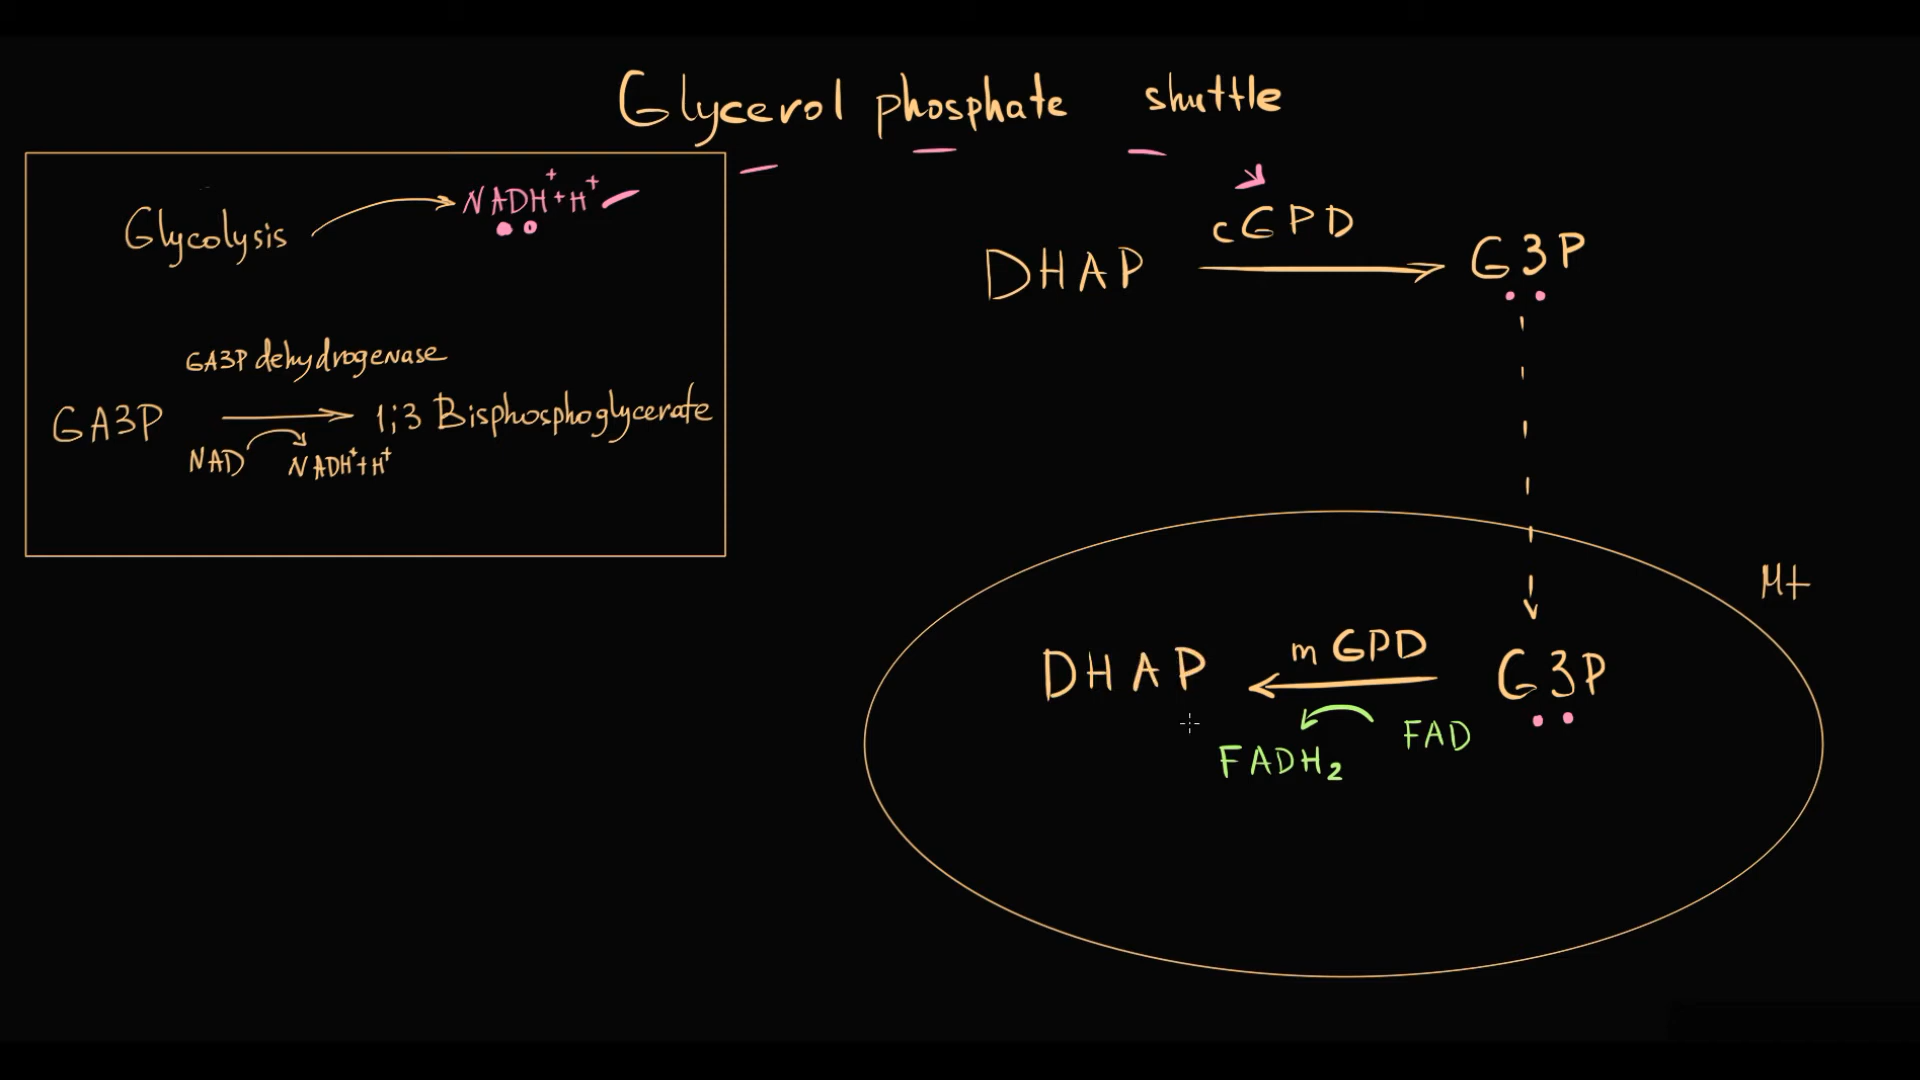 Glycerol phosphate shuttle
Glycolysis NADH⁺+H⁺
GA3P dehydrogenase
GA3P 1;3 Bisphosphoglycerate
NAD NADH⁺+H⁺
cGPD
DHAP G3P
M+
mGPD
DHAP G3P
FADH₂ FAD